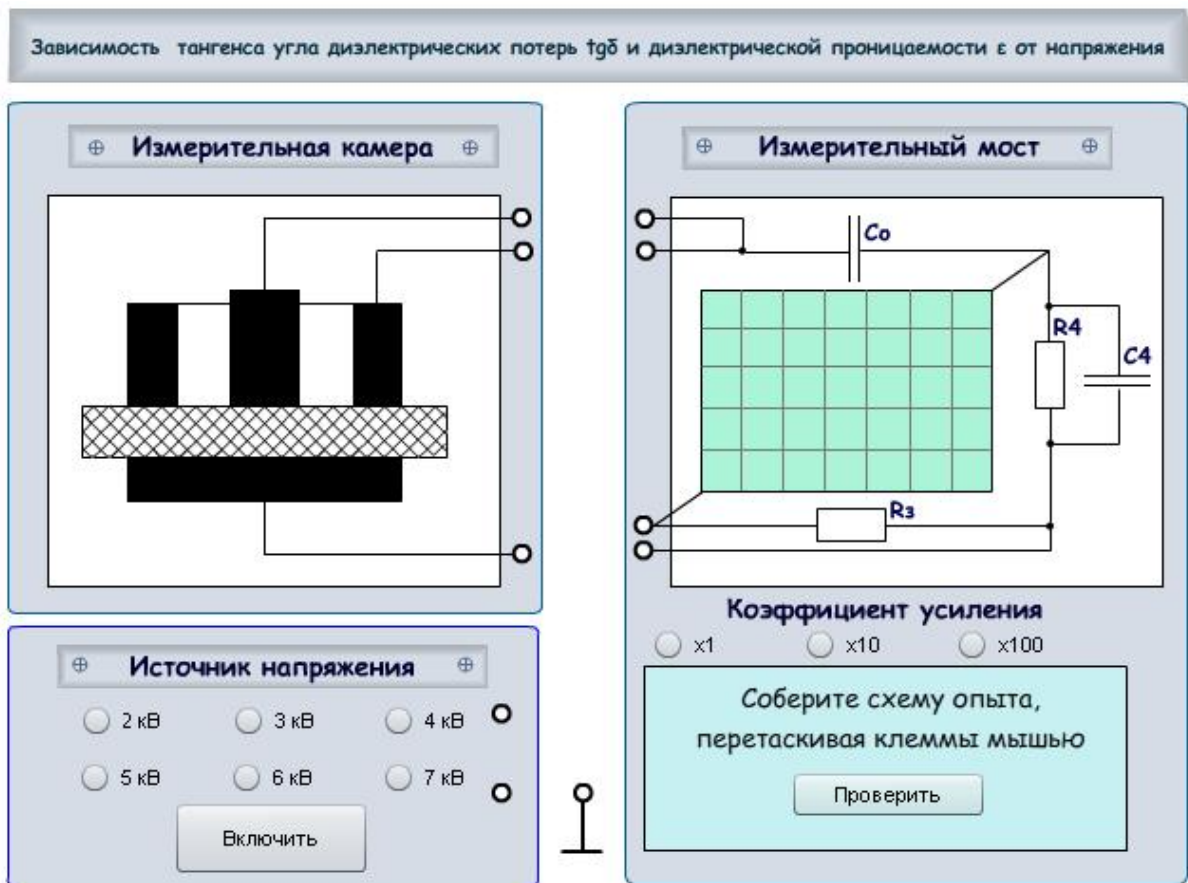 Зависимость тангенса угла диэлектрических потерь tgδ и диэлектрической проницаемости ε от напряжения
Измерительная камера
Измерительный мост
Co
R4
C4
R3
Коэффициент усиления
x1 x10 x100
Источник напряжения
2 кВ 3 кВ 4 кВ
5 кВ 6 кВ 7 кВ
Включить
Соберите схему опыта,
перетаскивая клеммы мышью
Проверить